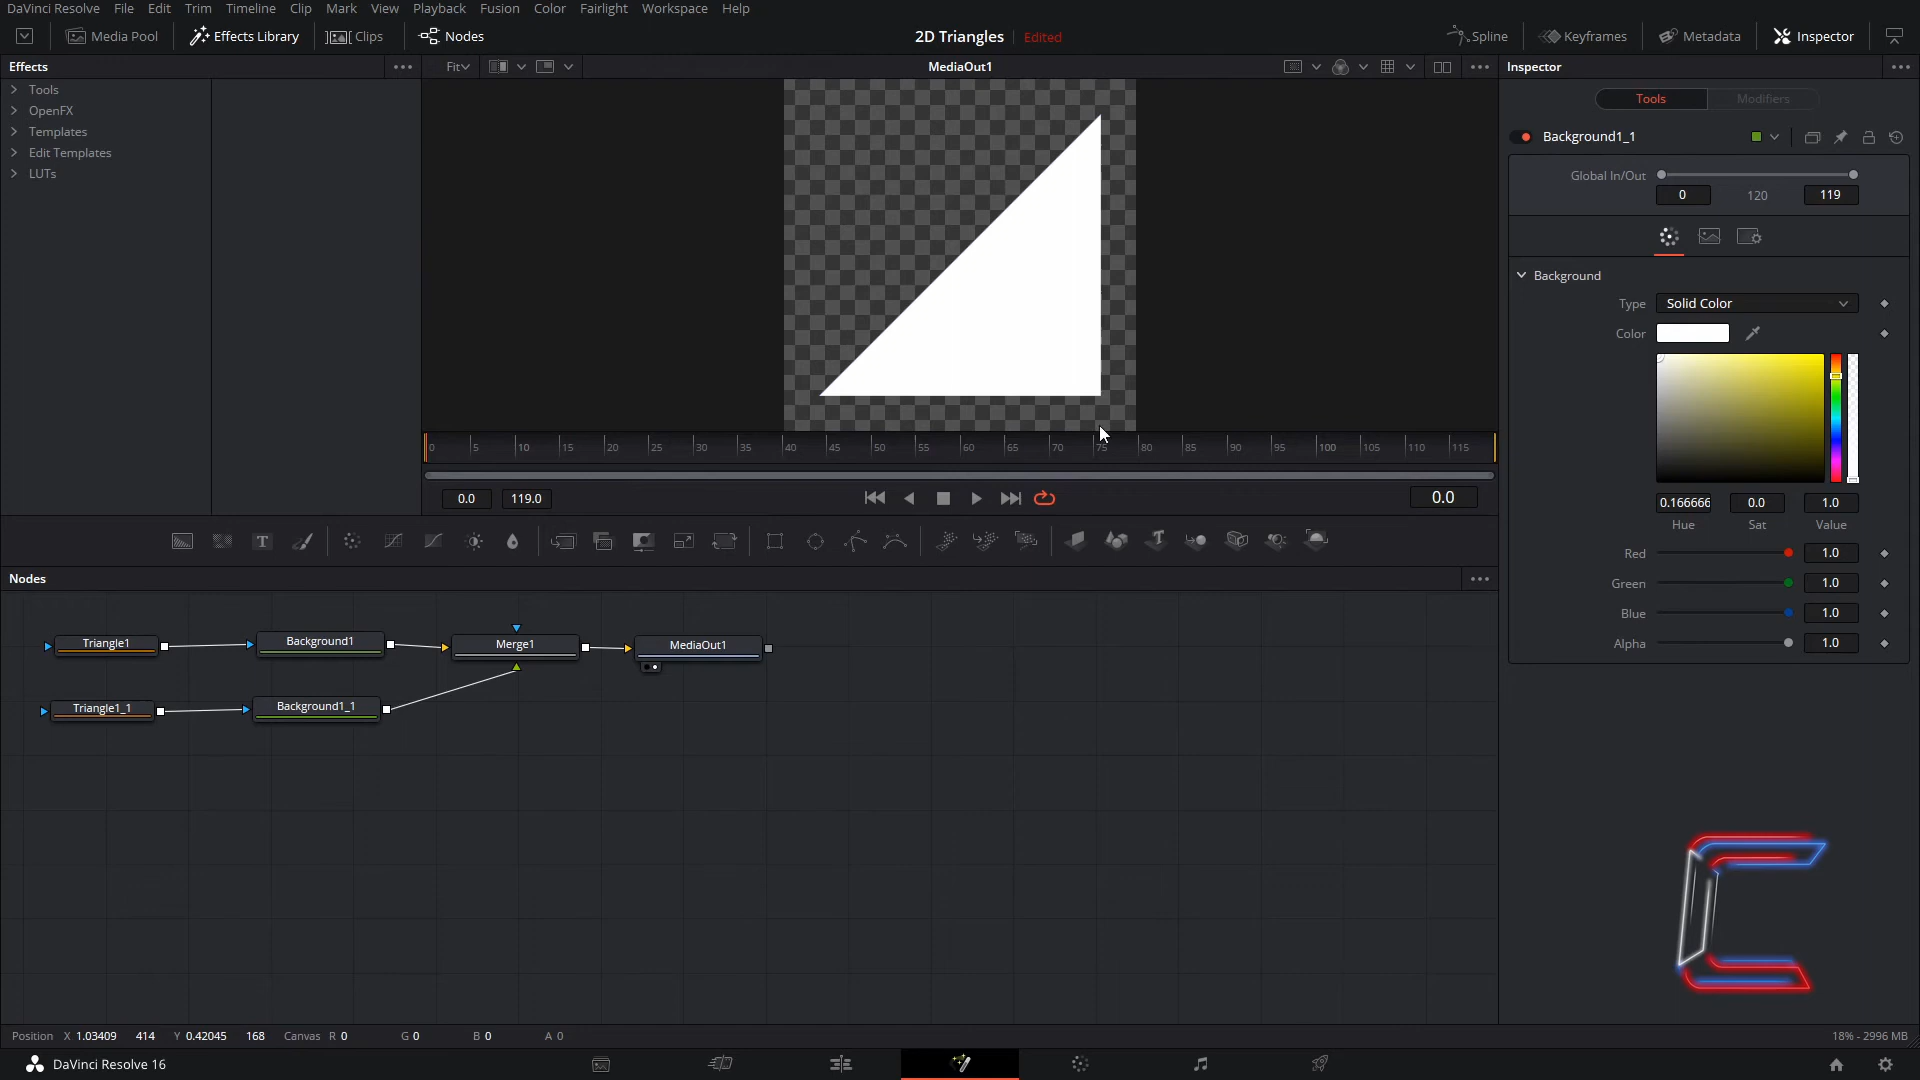 DaVinci Resolve File Edit Trim Timeline Clip Mark View Playback Fusion Color Fairlight Workspace Help
Media Pool Effects Library Clips Nodes 2D Triangles Edited Spline Keyframes Metadata Inspector
Effects Fit MediaOut1 Inspector
Tools
OpenFX
Templates
Edit Templates
LUTs
Tools Modifiers
Background1_1
Global In/Out
0 120 119
Background
Type Solid Color
Color
0.166666 0.0 1.0
Hue Sat Value
Red 1.0
Green 1.0
Blue 1.0
Alpha 1.0
0 5 10 15 20 25 30 35 40 45 50 55 60 65 70 75 80 85 90 95 100 105 110 115
0.0 119.0 0.0
T T
Nodes
Triangle1 Background1 Merge1 MediaOut1
Triangle1_1 Background1_1
Position X 1.03409 414 Y 0.42045 168 Canvas R 0 G 0 B 0 A 0 18% - 2996 MB
DaVinci Resolve 16